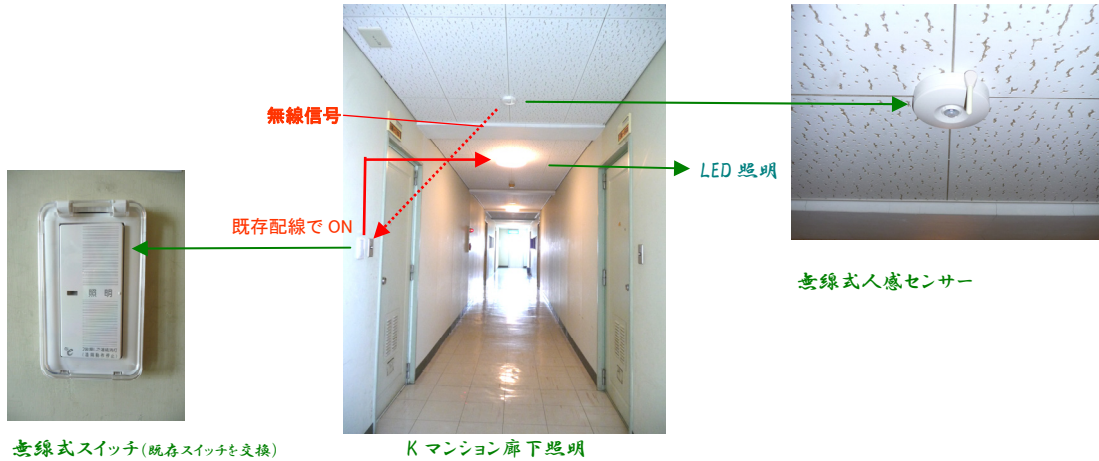 無線信号
LED 照明
既存配線で ON
無線式人感センサー
照明
無線式スイッチ(既存スイッチを交換)
K マンション廊下照明